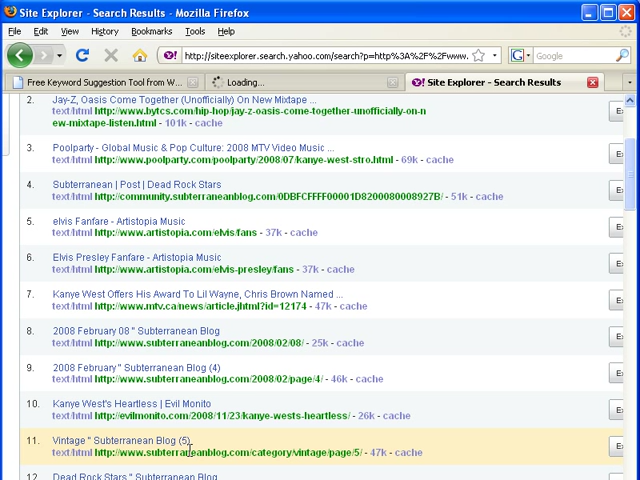 Site Explorer - Search Results - Mozilla Firefox
File Edit View History Bookmarks Tools Help
http://siteexplorer.search.yahoo.com/search?p=http%3A%2F%2Fwww. Google
Free Keyword Suggestion Tool from W... Loading... Y! Site Explorer - Search Results
2. Jay-Z, Oasis Come Together (Unofficially) On New Mixtape ...
text/html http://www.bytcs.com/hip-hop/jay-z-oasis-come-together-unofficially-on-n
ew-mixtape-listen.html - 101k - cache
3. Poolparty - Global Music & Pop Culture: 2008 MTV Video Music ...
text/html http://www.poolparty.com/poolparty/2008/07/kanye-west-stro.html - 69k - cache
4. Subterranean | Post | Dead Rock Stars
text/html http://community.subterraneanblog.com/0DBFCFFFF00001D8200080008927B/ - 51k - cache
5. elvis Fanfare - Artistopia Music
text/html http://www.artistopia.com/elvis/fans - 37k - cache
6. Elvis Presley Fanfare - Artistopia Music
text/html http://www.artistopia.com/elvis-presley/fans - 37k - cache
7. Kanye West Offers His Award To Lil Wayne, Chris Brown Named ...
text/html http://www.mtv.ca/news/article.jhtml?id=12174 - 47k - cache
8. 2008 February 08 " Subterranean Blog
text/html http://www.subterraneanblog.com/2008/02/08/ - 25k - cache
9. 2008 February " Subterranean Blog (4)
text/html http://www.subterraneanblog.com/2008/02/page/4/ - 46k - cache
10. Kanye West's Heartless | Evil Monito
text/html http://evilmonito.com/2008/11/23/kanye-wests-heartless/ - 26k - cache
11. Vintage " Subterranean Blog (5)
text/html http://www.subterraneanblog.com/category/vintage/page/5/ - 47k - cache
12. Dead Rock Stars " Subterranean Blog